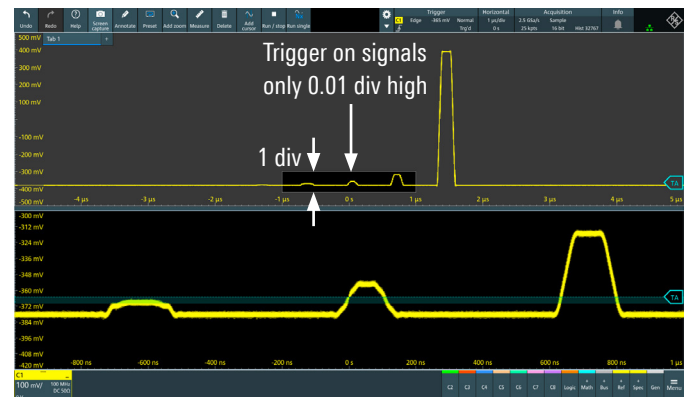 Undo Redo Help Screen capture Annotate Preset Add zoom Measure Delete Add cursor Run / stop Run single
C1 Edge -365 mV Normal Trig'd
Trigger
Horizontal
1 µs/div
0 s
Acquisition
2.5 GSa/s Sample
25 kpts 16 bit Hist 32767
Info
Tab 1 +
500 mV
400 mV
300 mV
200 mV
100 mV
-100 mV
-200 mV
-300 mV
-400 mV
-500 mV
Trigger on signals
only 0.01 div high
1 div
TA
-4 µs -3 µs -2 µs -1 µs 0 s 1 µs 2 µs 3 µs 4 µs 5 µs
-300 mV
-312 mV
-324 mV
-336 mV
-348 mV
-360 mV
-372 mV
-384 mV
-396 mV
-408 mV
-420 mV
TA
-800 ns -600 ns -400 ns -200 ns 0 s 200 ns 400 ns 600 ns 800 ns 1 µs
C1
100 mV/ 100 MHz
DC 50Ω
C2 C3 C4 C5 C6 C7 C8 Logic Math Bus Ref Spec Gen Menu